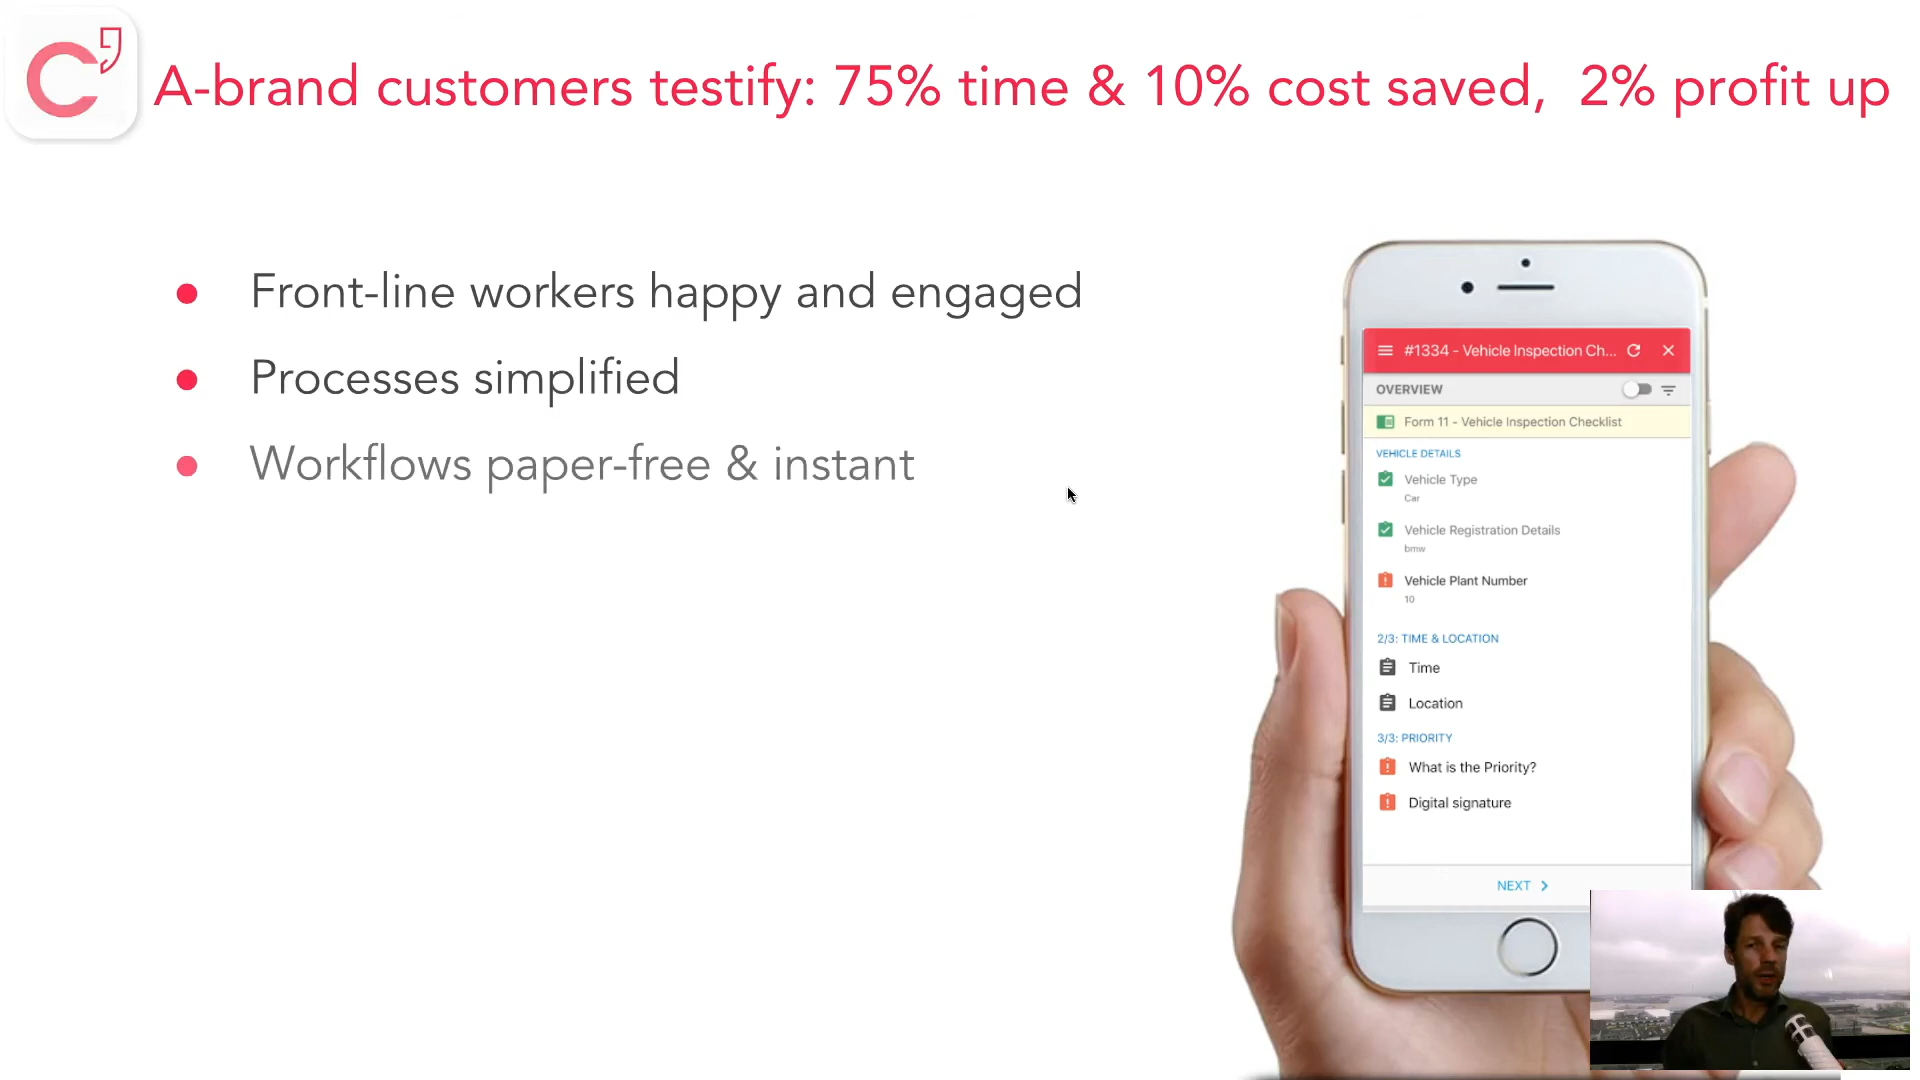 A-brand customers testify: 75% time & 10% cost saved, 2% profit up
Front-line workers happy and engaged
Processes simplified
Workflows paper-free & instant
#1334 - Vehicle Inspection Ch...
OVERVIEW
Form 11 - Vehicle Inspection Checklist
VEHICLE DETAILS
Vehicle Type
Car
Vehicle Registration Details
bmw
Vehicle Plant Number
10
2/3: TIME & LOCATION
Time
Location
3/3: PRIORITY
What is the Priority?
Digital signature
NEXT